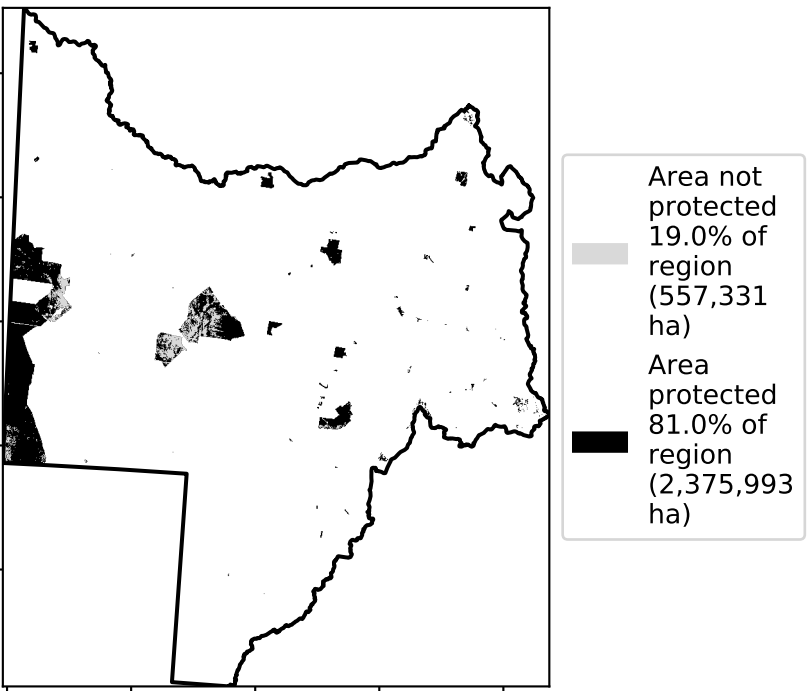 Area not
protected
19.0% of
region
(557,331
ha)
Area
protected
81.0% of
region
(2,375,993
ha)